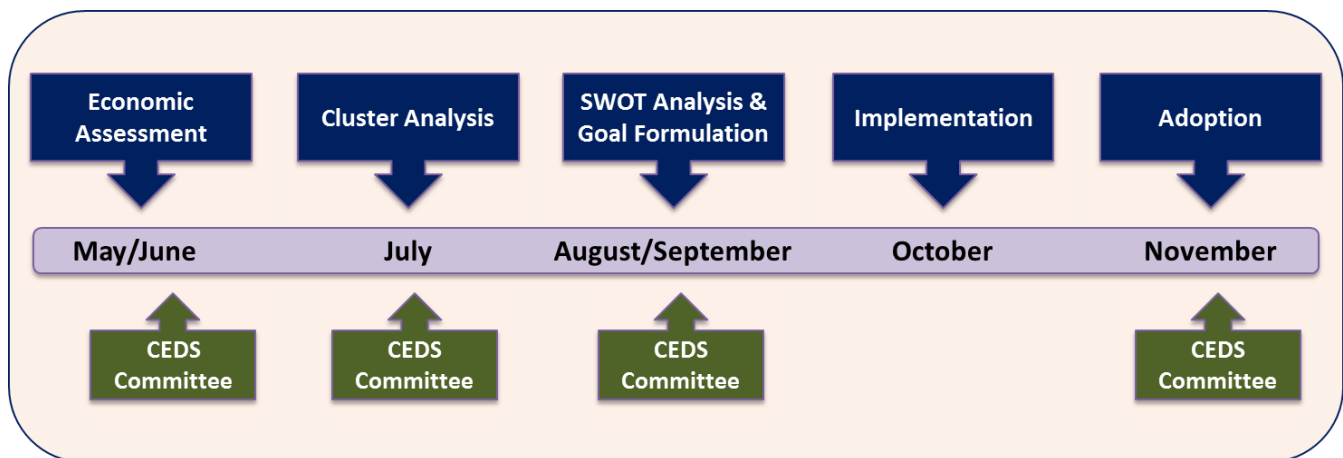 Economic
Assessment
Cluster Analysis
SWOT Analysis &
Goal Formulation
Implementation
Adoption
May/June
July
August/September
October
November
CEDS
Committee
CEDS
Committee
CEDS
Committee
CEDS
Committee